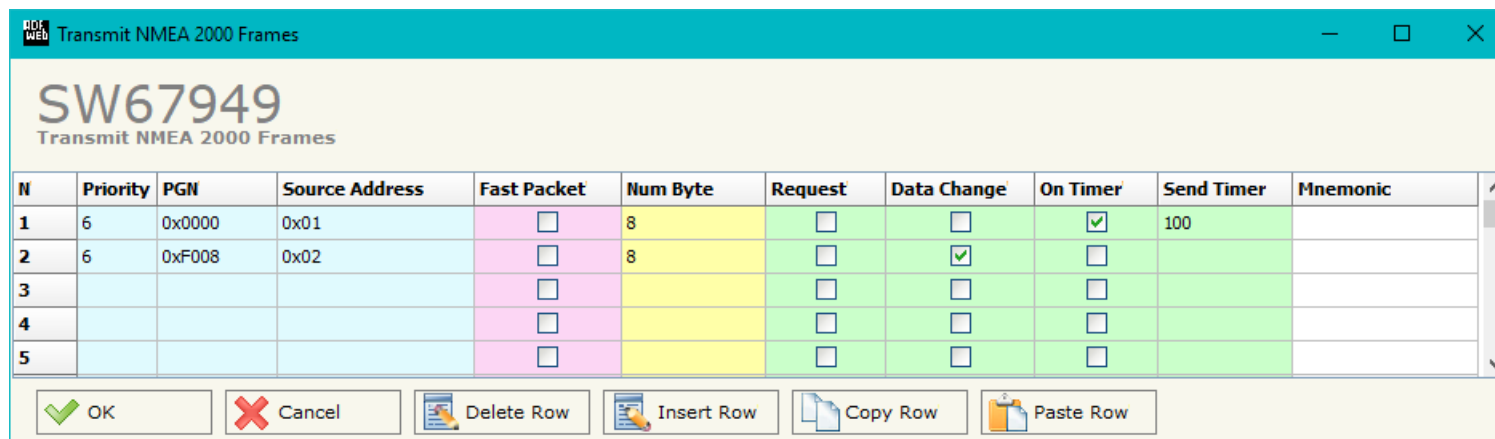 ADF WEB Transmit NMEA 2000 Frames
SW67949
Transmit NMEA 2000 Frames
N Priority PGN Source Address Fast Packet Num Byte Request Data Change On Timer Send Timer Mnemonic
1 6 0x0000 0x01 8 100
2 6 0xF008 0x02 8
3
4
5
OK Cancel Delete Row Insert Row Copy Row Paste Row